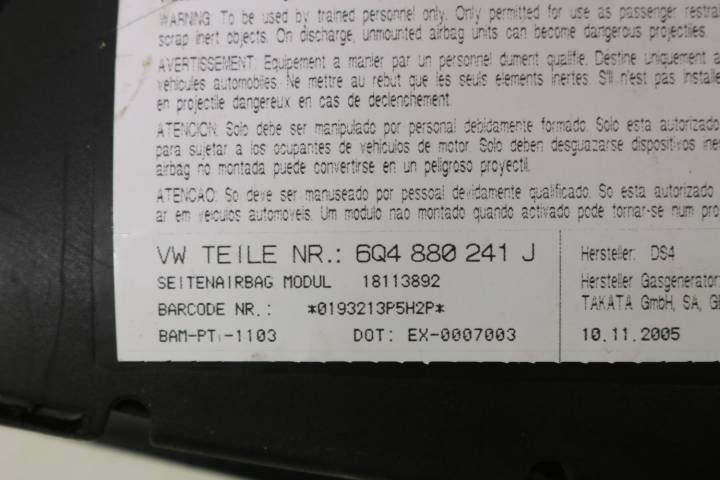 WARNING: To be used by trained personnel only. Only permitted for use as passenger restra
scrap inert objects. On discharge, unmounted airbag units can become dangerous projectiles.
AVERTISSEMENT: Equipement a manier par un personnel dument qualifie. Destine uniquement a
vehicules automobiles. Ne mettre au rebut que les seuls elements inertes. S'il n'est pas installe
en projectile dangereux en cas de declenchement.
ATENCION: Solo debe ser manipulado por personal debidamente formado. Solo esta autorizado
para sujetar a los ocupantes de vehiculos de motor. Solo deben desguazarse dispositivos iner
airbag no montada puede convertirse en un peligroso proyectil.
ATENCAO: So deve ser manuseado por pessoal devidamente qualificado. So esta autorizado
ar em veiculos automoveis. Um modulo nao montado quando activado pode tornar-se num pro
VW TEILE NR.: 6Q4 880 241 J
SEITENAIRBAG MODUL 18113892
BARCODE NR.: *0193213P5H2P*
BAM-PT -1103 DOT: EX-0007003
Hersteller: DS4
Hersteller Gasgenerator:
TAKATA GmbH, SA, GE
10.11.2005